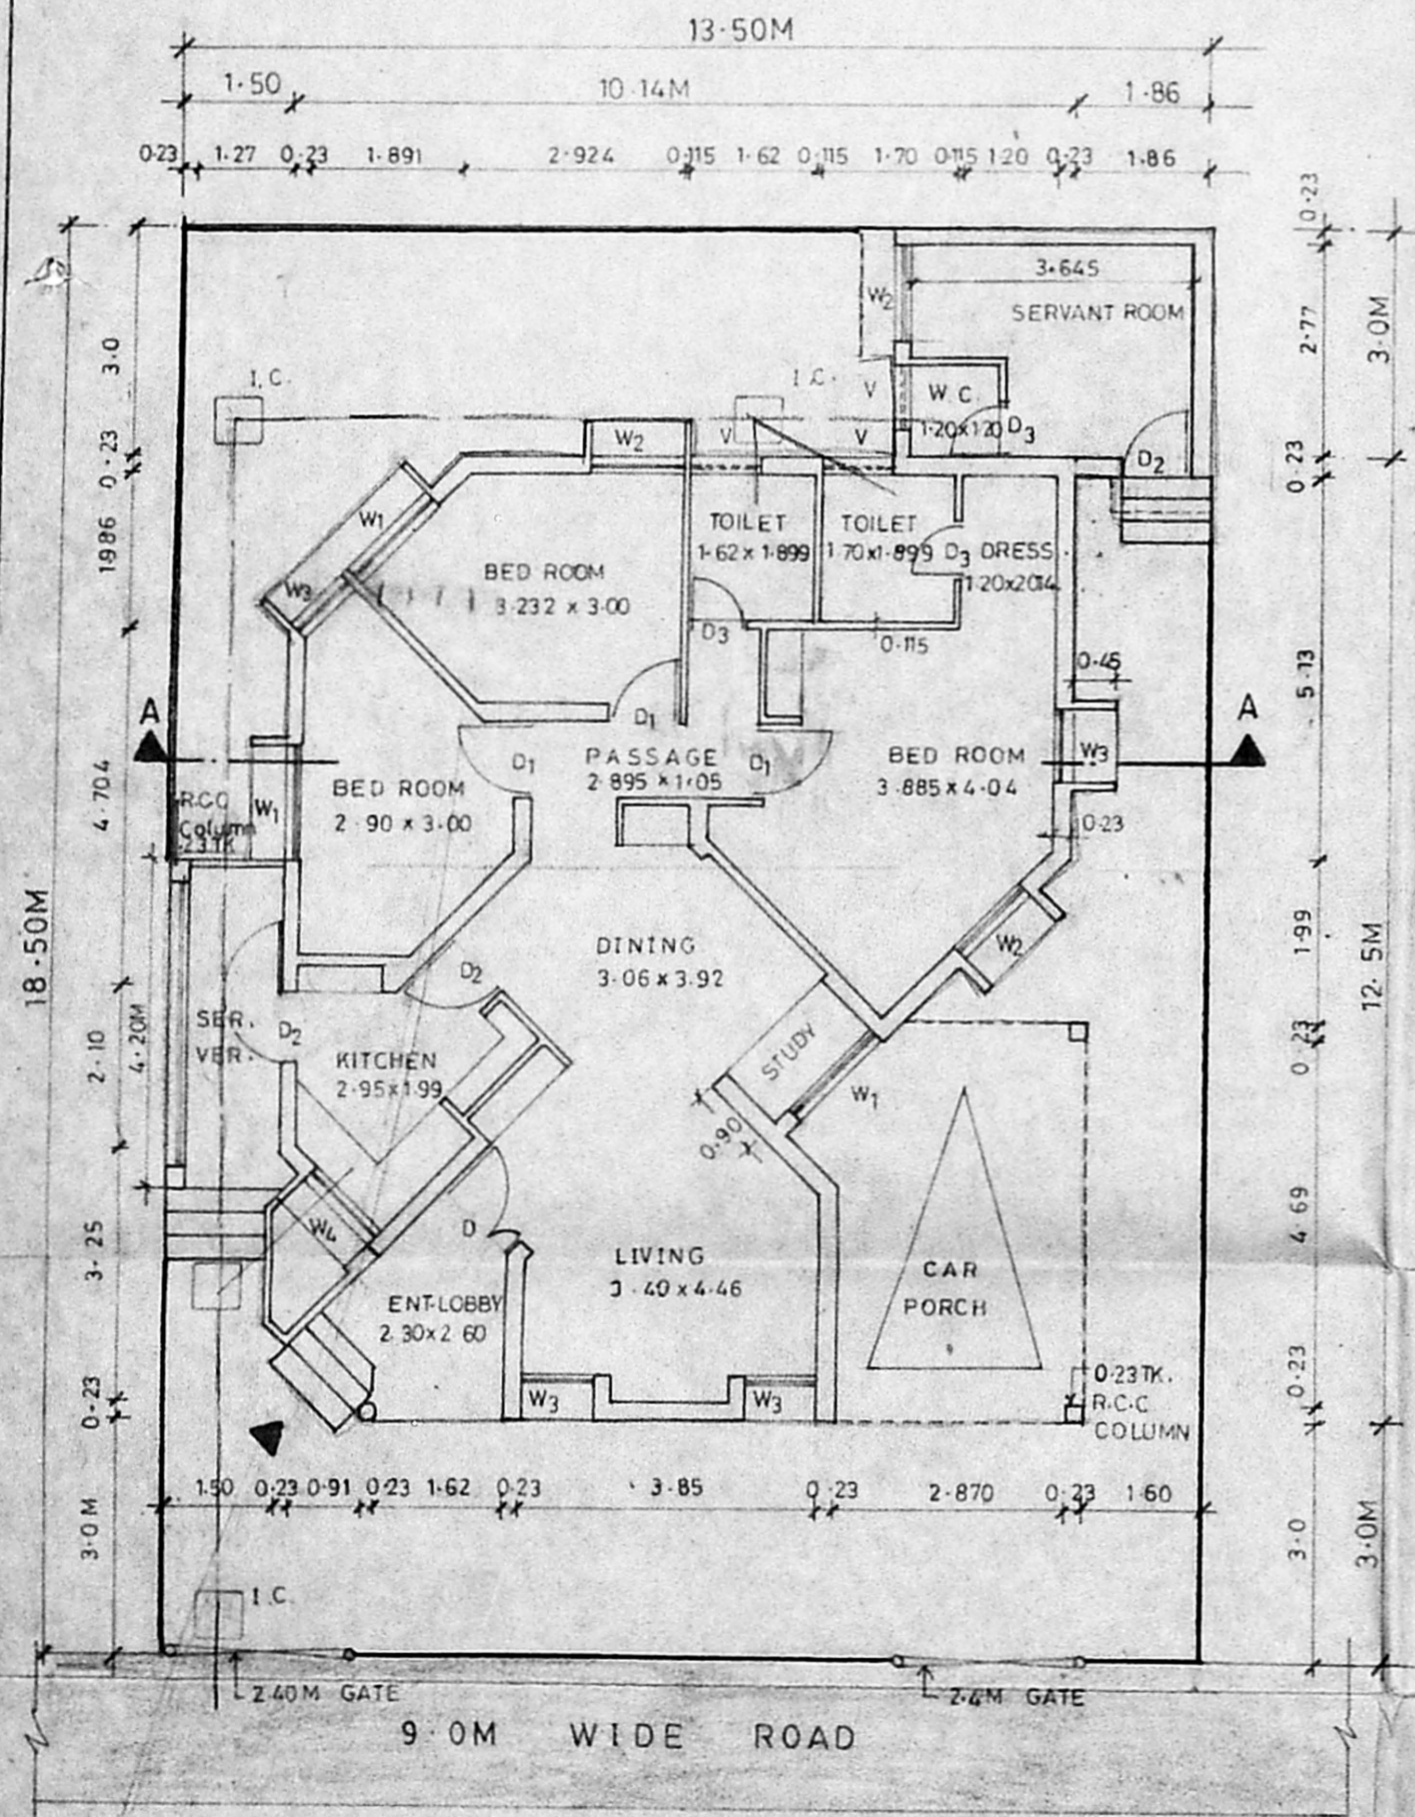 13.50M
1.50 10.14M 1.86
0.23 1.27 0.23 1.891 2.924 0.115 1.62 0.115 1.70 0.115 1.20 0.23 1.86
0.23
3.645
SERVANT ROOM
W2
2.77
3.0M
3.0
I.C.
I.C.
V
W.C.
1.20x1.20
D3
W2
V
V
D2
0.23
0.23
W1
W3
1.986
BED ROOM
3.232 x 3.00
TOILET
1.62 x 1.899
TOILET
1.70x1.899
D3
DRESS.
1.20x2.014
D3
0.115
0.45
5.13
A
A
D1
D1
PASSAGE
2.895 x 1.05
D1
BED ROOM
3.885 x 4.04
W3
BED ROOM
2.90 x 3.00
R.C.C
Column
.23 TK
W1
4.704
0.23
18.50M
DINING
3.06 x 3.92
W2
1.99
12.5M
D2
SER.
VER.
D2
KITCHEN
2.95x1.99
STUDY
W1
0.90
2.10
4.20M
0.23
W4
D
LIVING
3.40 x 4.46
CAR
PORCH
4.69
3.25
ENT-LOBBY
2.30x2.60
W3
W3
0.23TK.
R.C.C
COLUMN
0.23
0.23
1.50 0.23 0.91 0.23 1.62 0.23 3.85 0.23 2.870 0.23 1.60
3.0M
3.0
3.0M
I.C.
2.40M GATE
2.4M GATE
9.0M WIDE ROAD